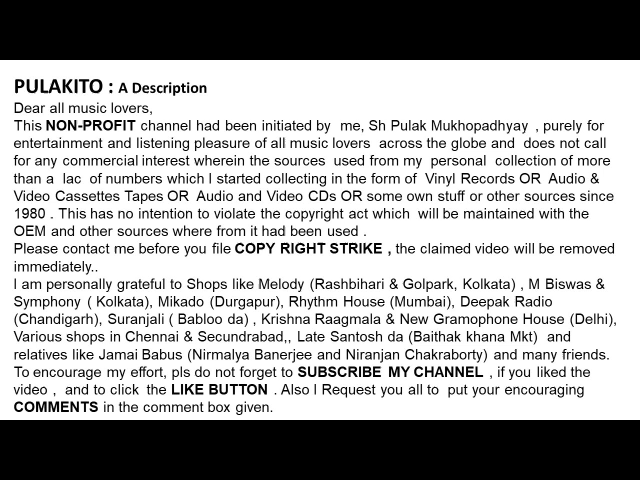 PULAKITO : A Description
Dear all music lovers,
This NON-PROFIT channel had been initiated by me, Sh Pulak Mukhopadhyay , purely for
entertainment and listening pleasure of all music lovers across the globe and does not call
for any commercial interest wherein the sources used from my personal collection of more
than a lac of numbers which I started collecting in the form of Vinyl Records OR Audio &
Video Cassettes Tapes OR Audio and Video CDs OR some own stuff or other sources since
1980 . This has no intention to violate the copyright act which will be maintained with the
OEM and other sources where from it had been used .
Please contact me before you file COPY RIGHT STRIKE , the claimed video will be removed
immediately..
I am personally grateful to Shops like Melody (Rashbihari & Golpark, Kolkata) , M Biswas &
Symphony ( Kolkata), Mikado (Durgapur), Rhythm House (Mumbai), Deepak Radio
(Chandigarh), Suranjali ( Babloo da) , Krishna Raagmala & New Gramophone House (Delhi),
Various shops in Chennai & Secundrabad,, Late Santosh da (Baithak khana Mkt) and
relatives like Jamai Babus (Nirmalya Banerjee and Niranjan Chakraborty) and many friends.
To encourage my effort, pls do not forget to SUBSCRIBE MY CHANNEL , if you liked the
video , and to click the LIKE BUTTON . Also I Request you all to put your encouraging
COMMENTS in the comment box given.